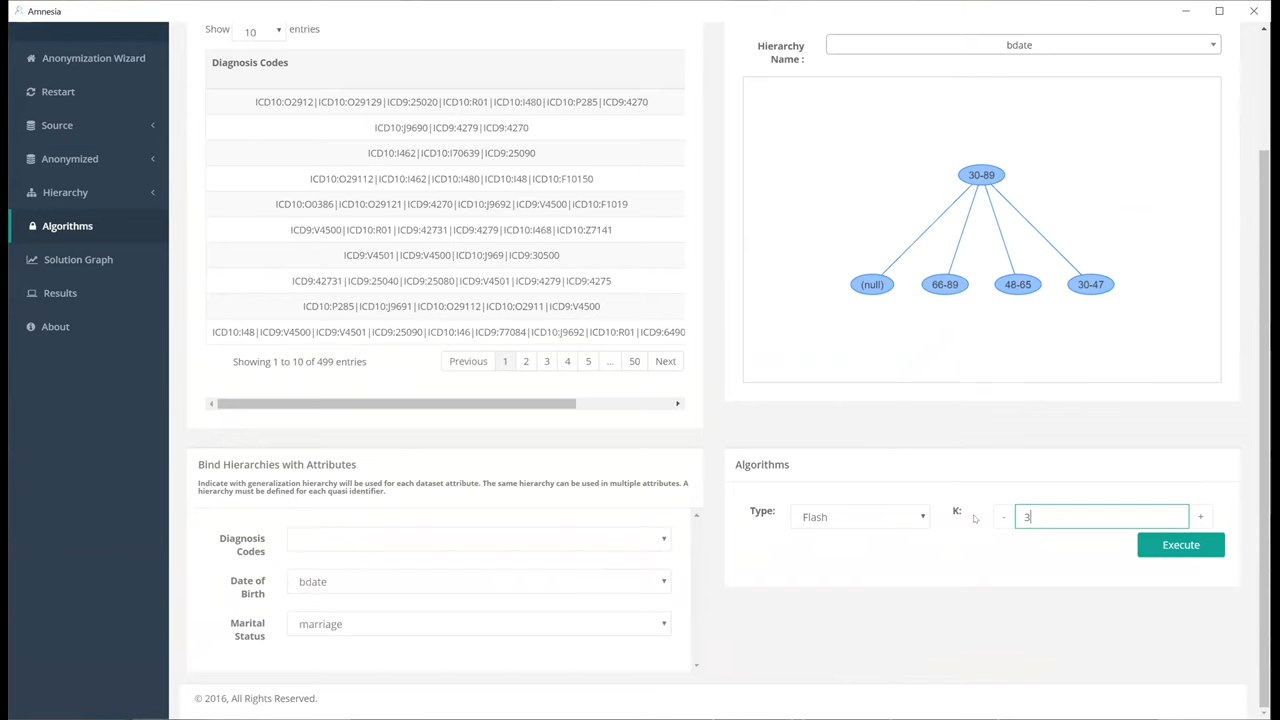 Amnesia
Anonymization Wizard
Restart
Source
Anonymized
Hierarchy
Algorithms
Solution Graph
Results
About
Show 10 entries
Diagnosis Codes
ICD10:O2912|ICD10:O29129|ICD9:25020|ICD10:R01|ICD10:I480|ICD10:P285|ICD9:4270
ICD10:J9690|ICD9:4279|ICD9:4270
ICD10:I462|ICD10:I70639|ICD9:25090
ICD10:O29112|ICD10:I462|ICD10:I480|ICD10:I48|ICD10:F10150
ICD10:O0386|ICD10:O29121|ICD9:4270|ICD10:J9692|ICD9:V4500|ICD10:F1019
ICD9:V4500|ICD10:R01|ICD9:42731|ICD9:4279|ICD10:I468|ICD10:Z7141
ICD9:V4501|ICD9:V4500|ICD10:J969|ICD9:30500
ICD9:42731|ICD9:25040|ICD9:25080|ICD9:V4501|ICD9:4279|ICD9:4275
ICD10:P285|ICD10:J9691|ICD10:O29112|ICD10:O2911|ICD9:V4500
ICD10:I48|ICD9:V4500|ICD9:V4501|ICD9:25090|ICD10:I46|ICD9:77084|ICD10:J9692|ICD10:R01|ICD9:6490
Showing 1 to 10 of 499 entries
Previous 1 2 3 4 5 ... 50 Next
Hierarchy
Name :
bdate
30-89
(null) 66-89 48-65 30-47
Bind Hierarchies with Attributes
Indicate with generalization hierarchy will be used for each dataset attribute. The same hierarchy can be used in multiple attributes. A
hierarchy must be defined for each quasi identifier.
Diagnosis
Codes
Date of
Birth
bdate
Marital
Status
marriage
Algorithms
Type: Flash K: - 3 +
Execute
© 2016, All Rights Reserved.